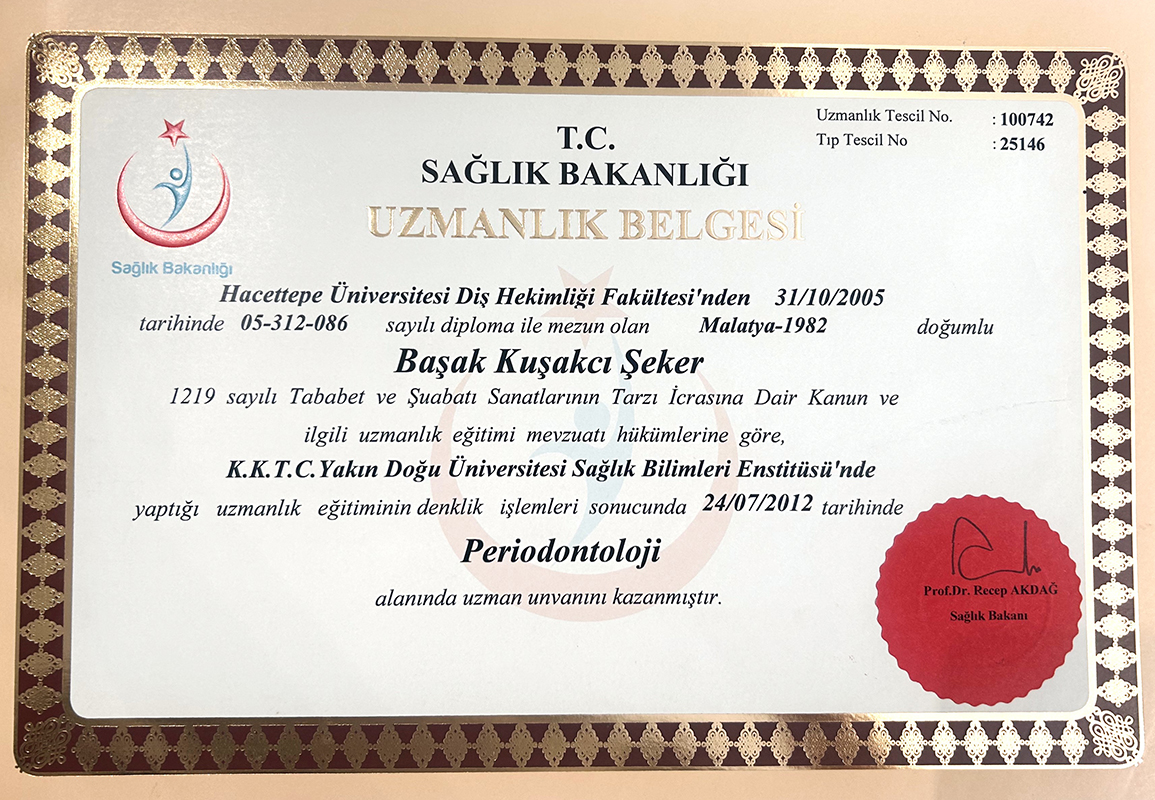 Uzmanlık Tescil No. : 100742
Tıp Tescil No : 25146
T.C.
SAĞLIK BAKANLIĞI
UZMANLIK BELGESİ
Sağlık Bakanlığı
Hacettepe Üniversitesi Diş Hekimliği Fakültesi'nden 31/10/2005
tarihinde 05-312-086 sayılı diploma ile mezun olan Malatya-1982 doğumlu
Başak Kuşakcı Şeker
1219 sayılı Tababet ve Şuabatı Sanatlarının Tarzı İcrasına Dair Kanun ve
ilgili uzmanlık eğitimi mevzuatı hükümlerine göre,
K.K.T.C.Yakın Doğu Üniversitesi Sağlık Bilimleri Enstitüsü'nde
yaptığı uzmanlık eğitiminin denklik işlemleri sonucunda 24/07/2012 tarihinde
Periodontoloji
alanında uzman unvanını kazanmıştır.
Prof.Dr. Recep AKDAĞ
Sağlık Bakanı